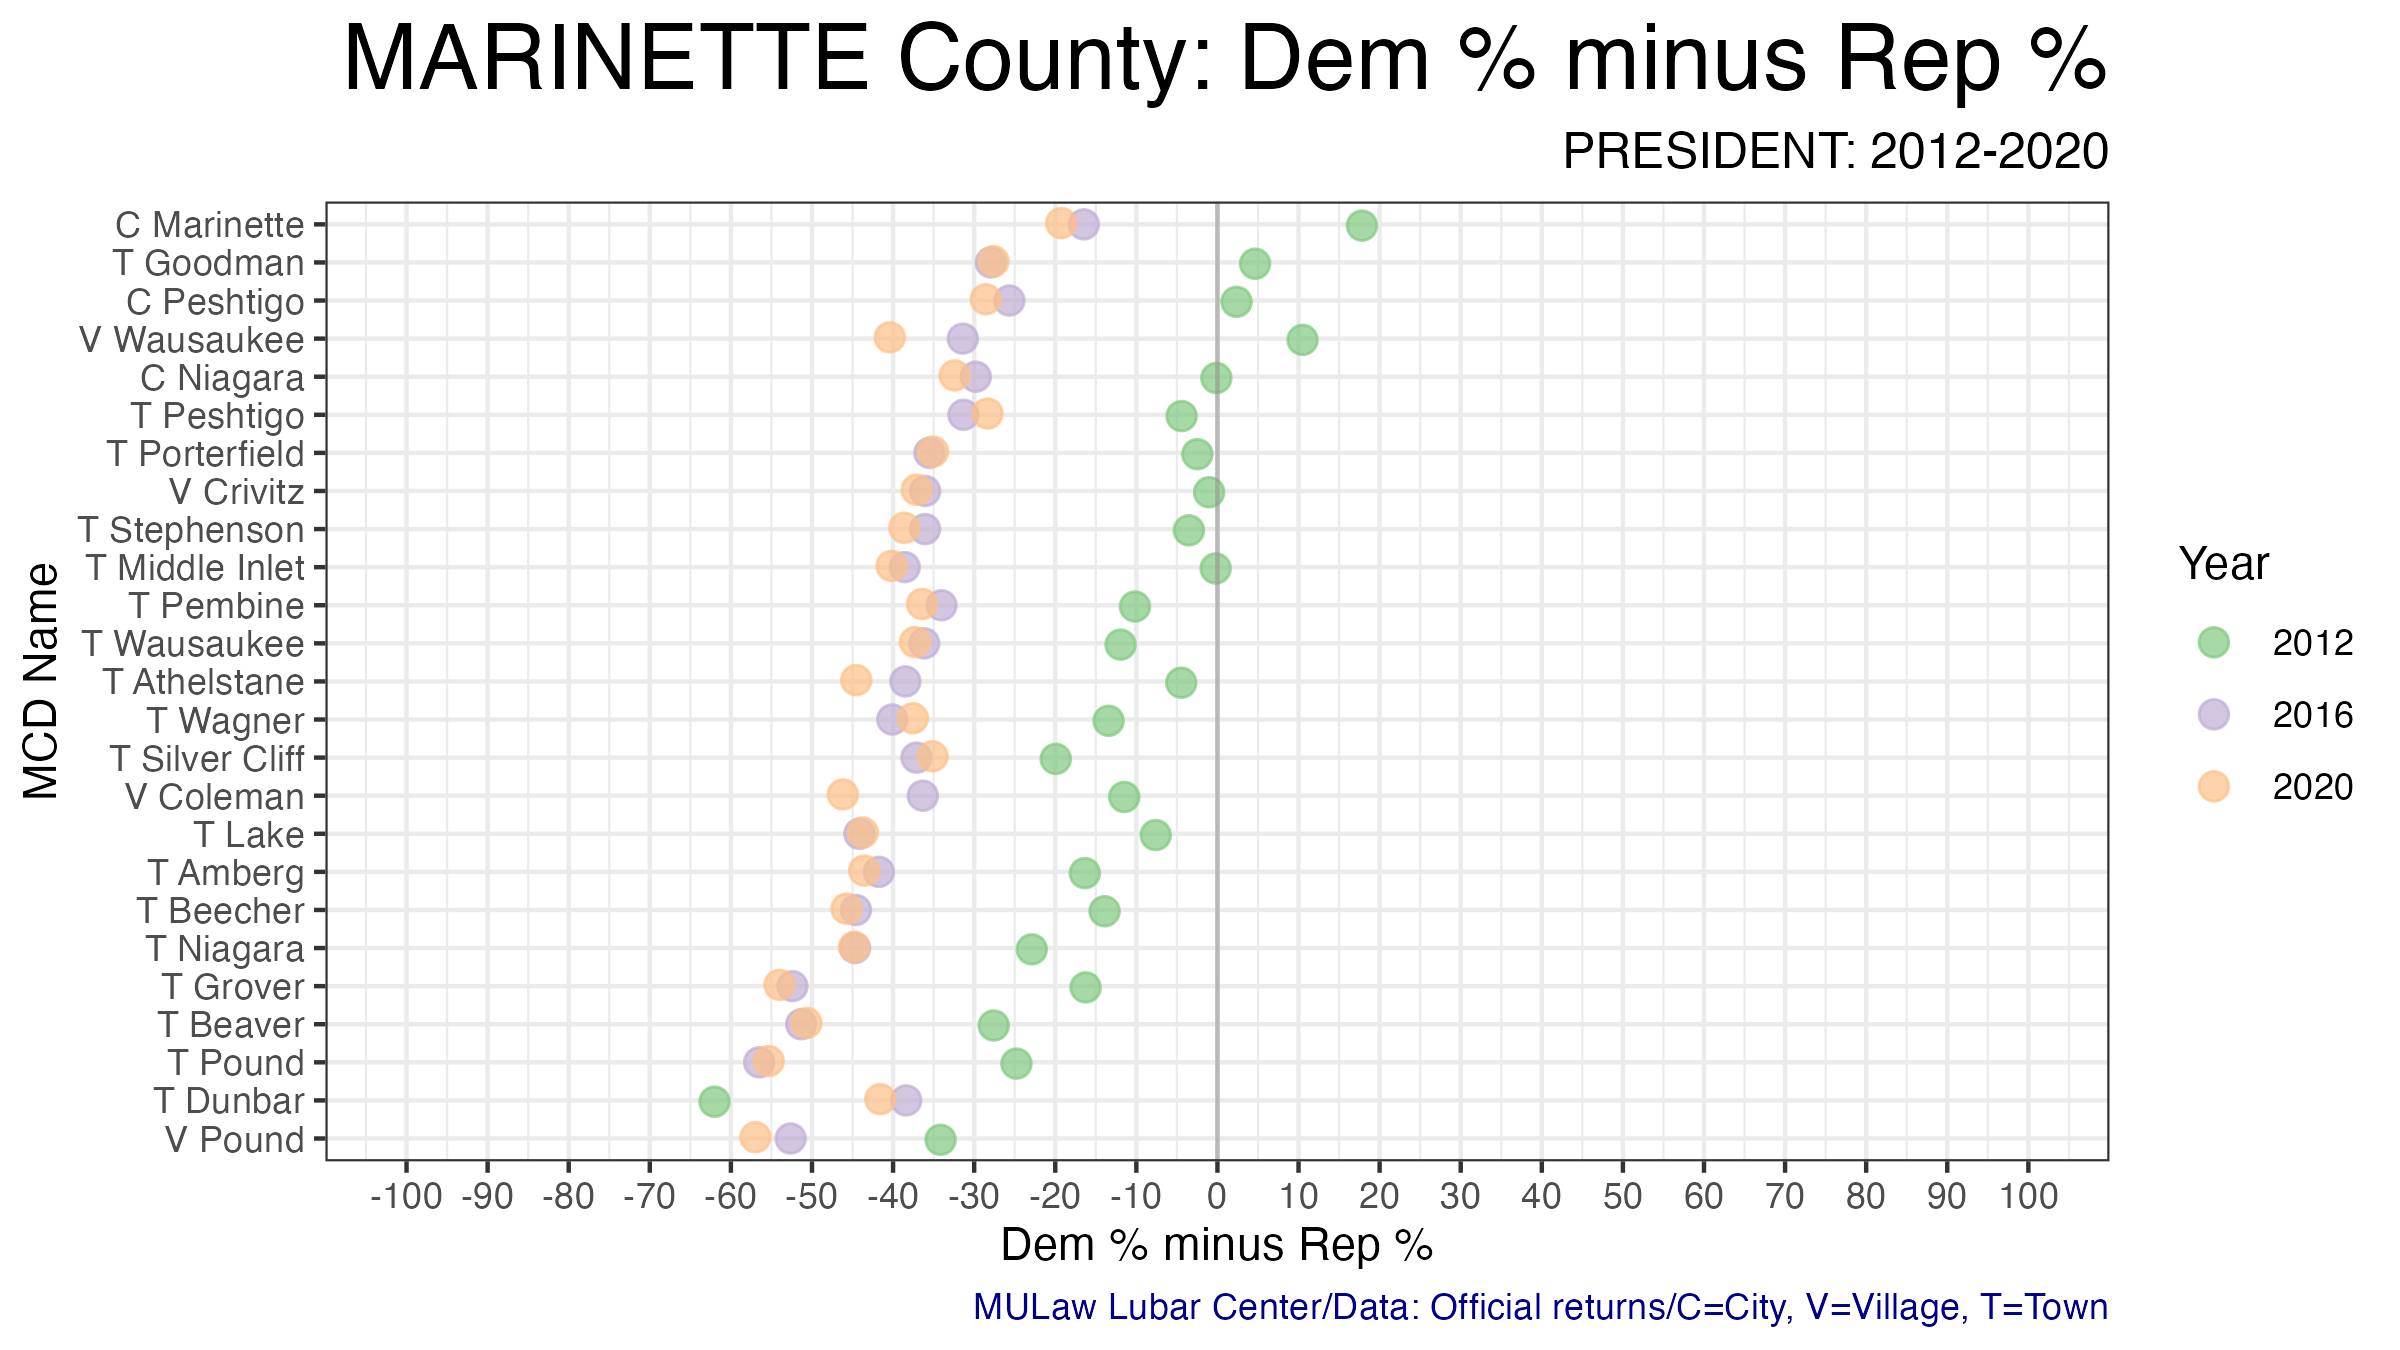 MARINETTE County: Dem % minus Rep %
PRESIDENT: 2012-2020
MCD Name
C Marinette
T Goodman
C Peshtigo
V Wausaukee
C Niagara
T Peshtigo
T Porterfield
V Crivitz
T Stephenson
T Middle Inlet
T Pembine
T Wausaukee
T Athelstane
T Wagner
T Silver Cliff
V Coleman
T Lake
T Amberg
T Beecher
T Niagara
T Grover
T Beaver
T Pound
T Dunbar
V Pound
-100 -90 -80 -70 -60 -50 -40 -30 -20 -10 0 10 20 30 40 50 60 70 80 90 100
Dem % minus Rep %
Year
2012
2016
2020
MULaw Lubar Center/Data: Official returns/C=City, V=Village, T=Town